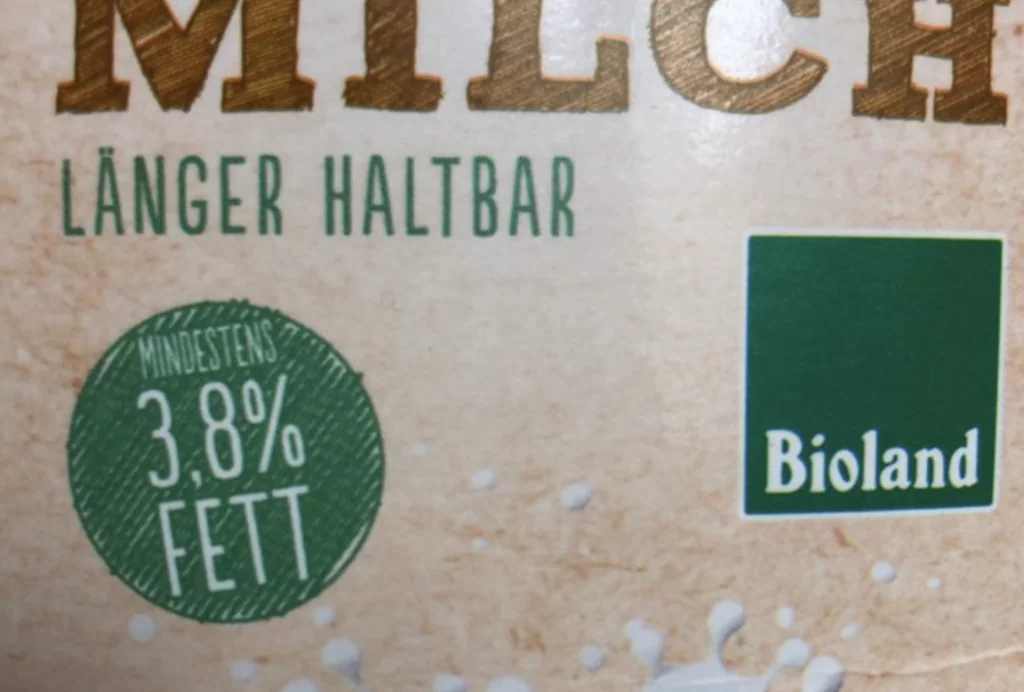 MILCH
LÄNGER HALTBAR
MINDESTENS
3,8%
FETT
Bioland